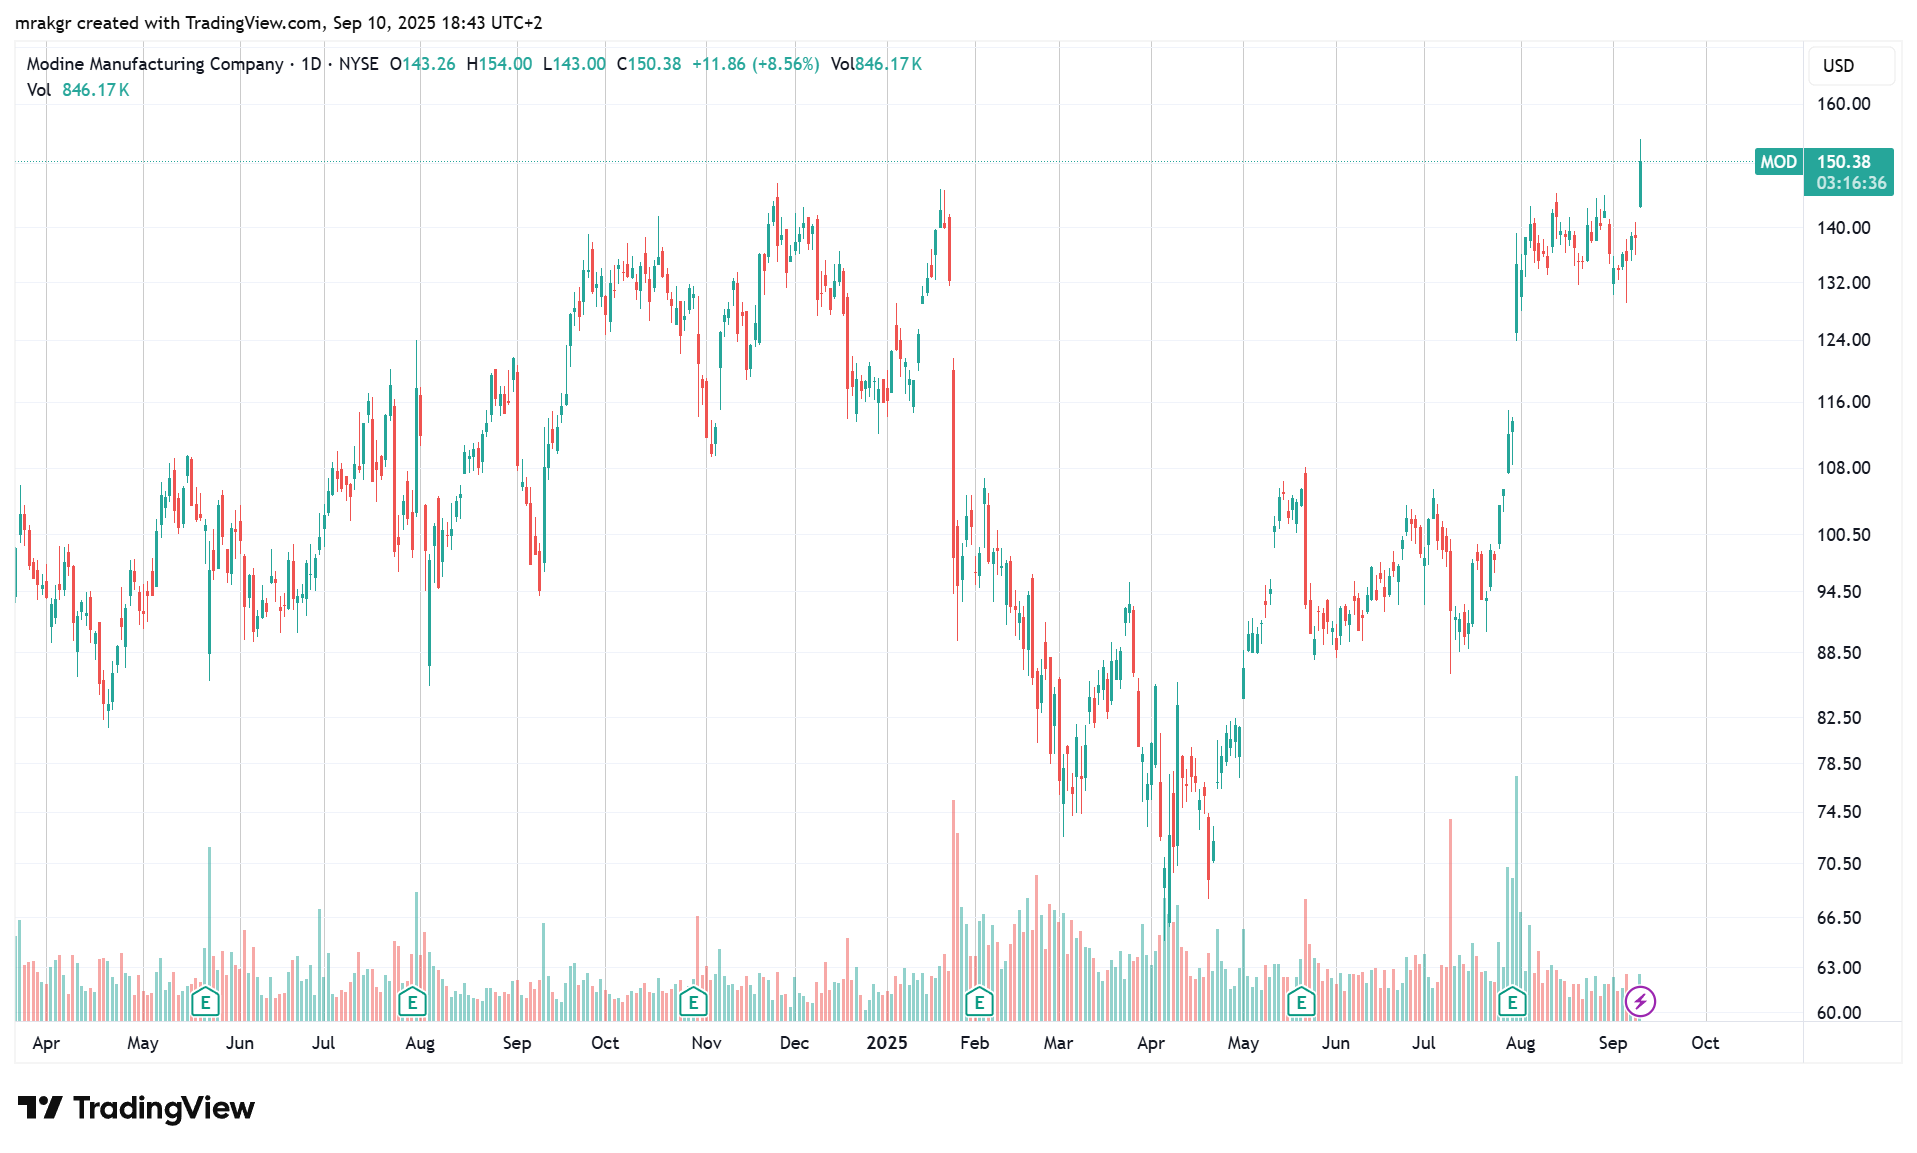 mrakgr created with TradingView.com, Sep 10, 2025 18:43 UTC+2
Modine Manufacturing Company · 1D · NYSE O143.26 H154.00 L143.00 C150.38 +11.86 (+8.56%) Vol846.17K
Vol 846.17K
USD
160.00
MOD 150.38
03:16:36
140.00
132.00
124.00
116.00
108.00
100.50
94.50
88.50
82.50
78.50
74.50
70.50
66.50
63.00
60.00
E E E E E E
Apr May Jun Jul Aug Sep Oct Nov Dec 2025 Feb Mar Apr May Jun Jul Aug Sep Oct
TradingView